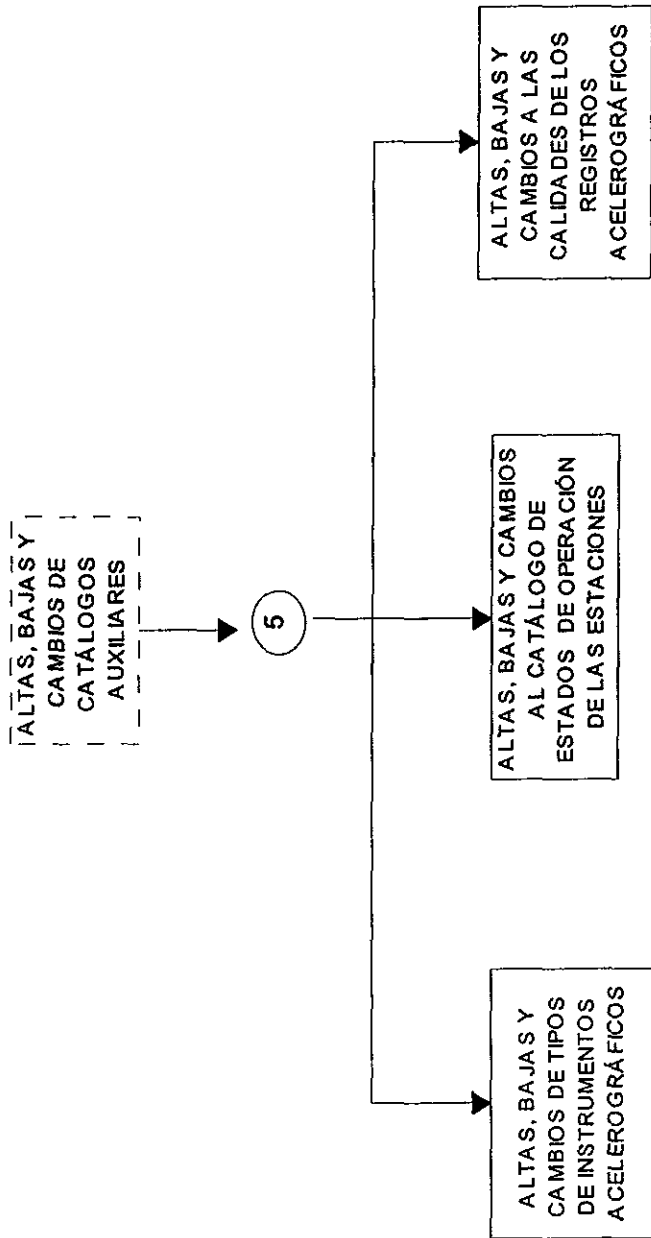 ALTAS, BAJAS Y
CAMBIOS DE
CATÁLOGOS
AUXILIARES
5
ALTAS, BAJAS Y
CAMBIOS DE TIPOS
DE INSTRUMENTOS
ACELEROGRÁFICOS
ALTAS, BAJAS Y CAMBIOS
AL CATÁLOGO DE
ESTADOS DE OPERACIÓN
DE LAS ESTACIONES
ALTAS, BAJAS Y
CAMBIOS A LAS
CALIDADES DE LOS
REGISTROS
ACELEROGRÁFICOS